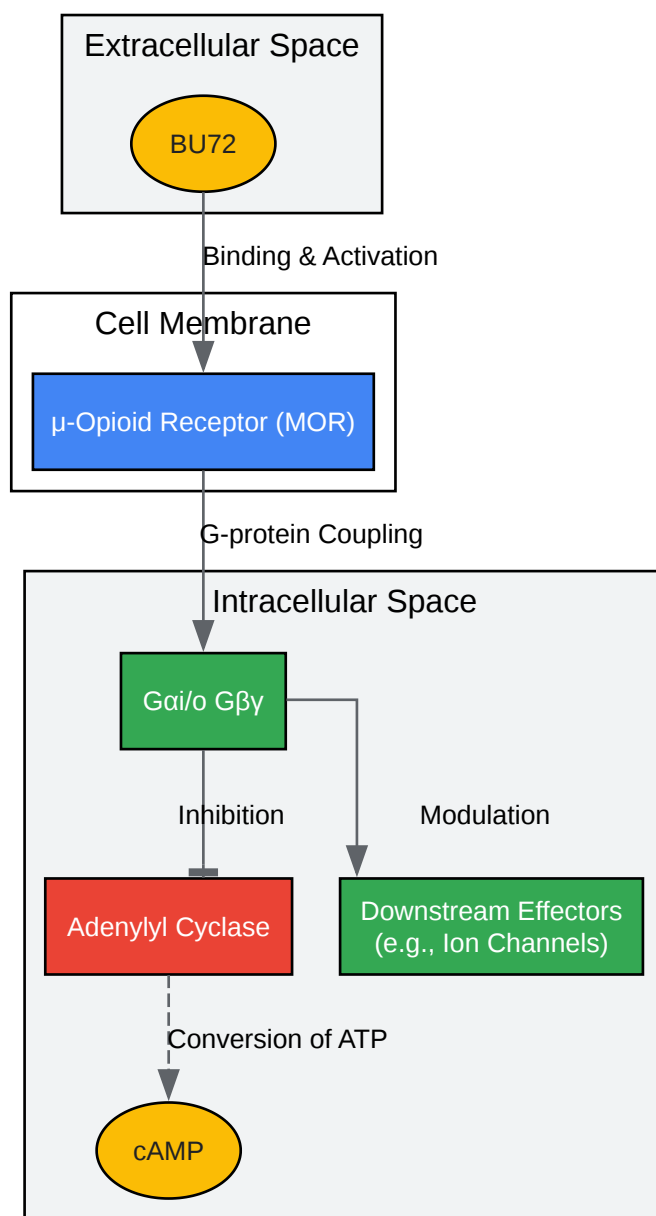 Extracellular Space
BU72
Binding & Activation
Cell Membrane
μ-Opioid Receptor (MOR)
G-protein Coupling
Intracellular Space
Gαi/o Gβγ
Inhibition
Modulation
Adenylyl Cyclase
Downstream Effectors
(e.g., Ion Channels)
Conversion of ATP
cAMP